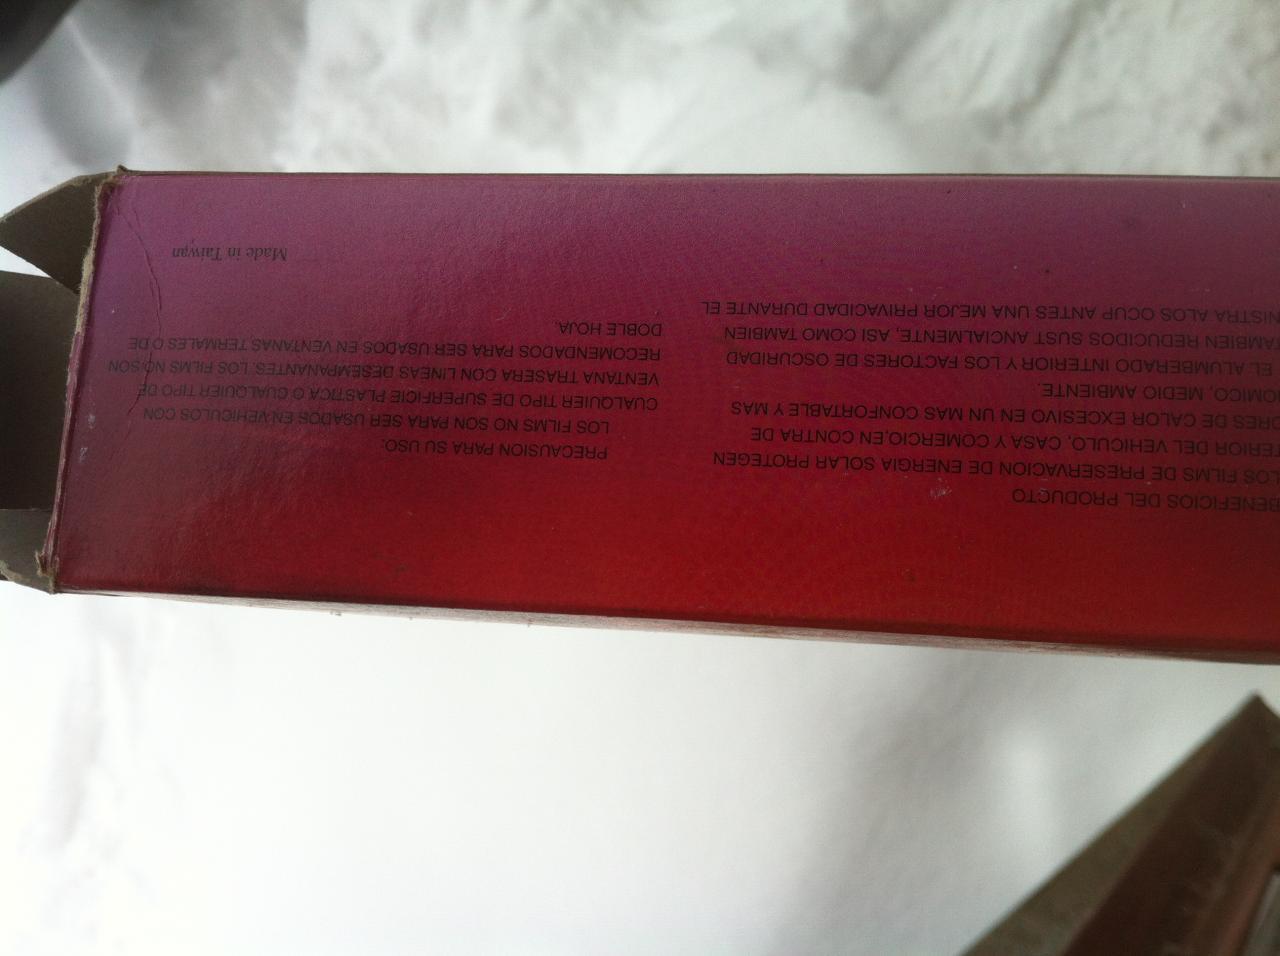 BENEFICIOS DEL PRODUCTO
LOS FILMS DE PRESERVACION DE ENERGIA SOLAR PROTEGEN
TERIOR DEL VEHICULO, CASA Y COMERCIO,EN CONTRA DE
ORES DE CALOR EXCESIVO EN UN MAS CONFORTABLE Y MAS
OMICO, MEDIO AMBIENTE.
EL ALUMBERADO INTERIOR Y LOS FACTORES DE OSCURIDAD
TAMBIEN REDUCIDOS SUST ANCIALMENTE, ASI COMO TAMBIEN
NISTRA ALOS OCUP ANTES UNA MEJOR PRIVACIDAD DURANTE EL
PRECAUSION PARA SU USO:
LOS FILMS NO SON PARA SER USADOS EN VEHICULOS CON
CUALQUIER TIPO DE SUPERFICIE PLASTICA O CUALQUIER TIPO DE
VENTANA TRASERA CON LINEAS DESEMPANANTES. LOS FILMS NO SON
RECOMENDADOS PARA SER USADOS EN VENTANAS TERMALES O DE
DOBLE HOJA.
Made in Taiwan